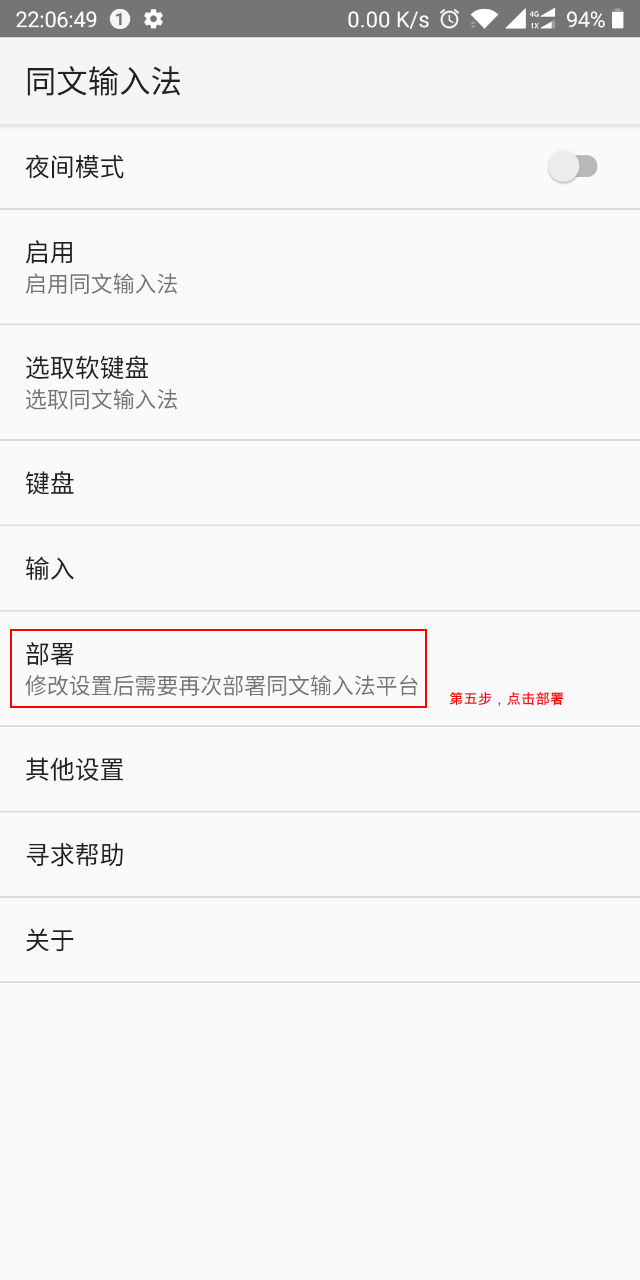 22:06:49 1 0.00 K/s 4G 1X 94%
同文输入法
夜间模式
启用
启用同文输入法
选取软键盘
选取同文输入法
键盘
输入
部署
修改设置后需要再次部署同文输入法平台
第五步，点击部署
其他设置
寻求帮助
关于